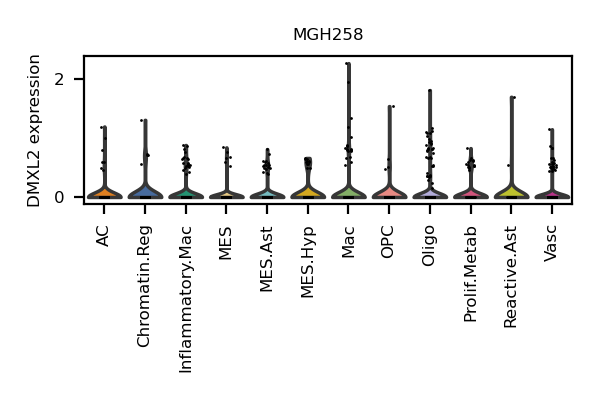 MGH258
DMXL2 expression
2
0
AC
Chromatin.Reg
Inflammatory.Mac
MES
MES.Ast
MES.Hyp
Mac
OPC
Oligo
Prolif.Metab
Reactive.Ast
Vasc